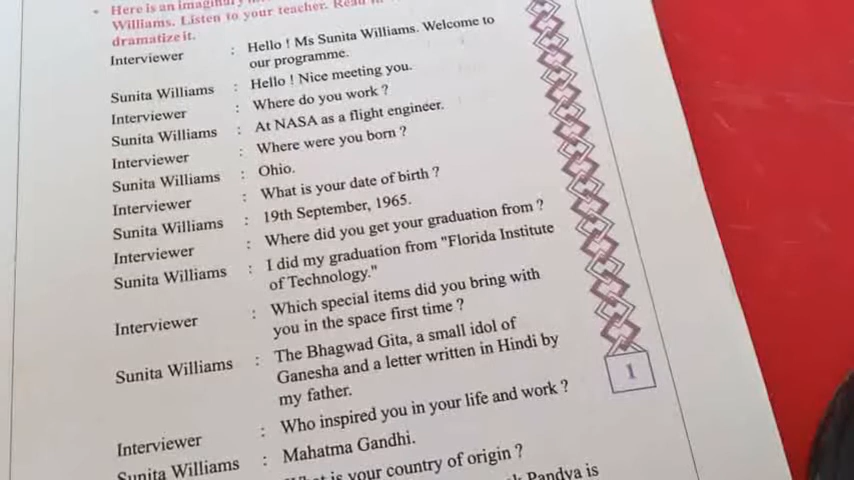 Here is an imaginary
Williams. Listen to your teacher. Read
dramatize it.
Interviewer : Hello ! Ms Sunita Williams. Welcome to
our programme.
Sunita Williams : Hello ! Nice meeting you.
Interviewer : Where do you work ?
Sunita Williams : At NASA as a flight engineer.
Interviewer : Where were you born ?
Sunita Williams : Ohio.
Interviewer : What is your date of birth ?
Sunita Williams : 19th September, 1965.
Interviewer : Where did you get your graduation from ?
Sunita Williams : I did my graduation from "Florida Institute
of Technology."
Interviewer : Which special items did you bring with
you in the space first time ?
Sunita Williams : The Bhagwad Gita, a small idol of
Ganesha and a letter written in Hindi by
my father.
Interviewer : Who inspired you in your life and work ?
Sunita Williams : Mahatma Gandhi.
is your country of origin ?
Pandya is
1